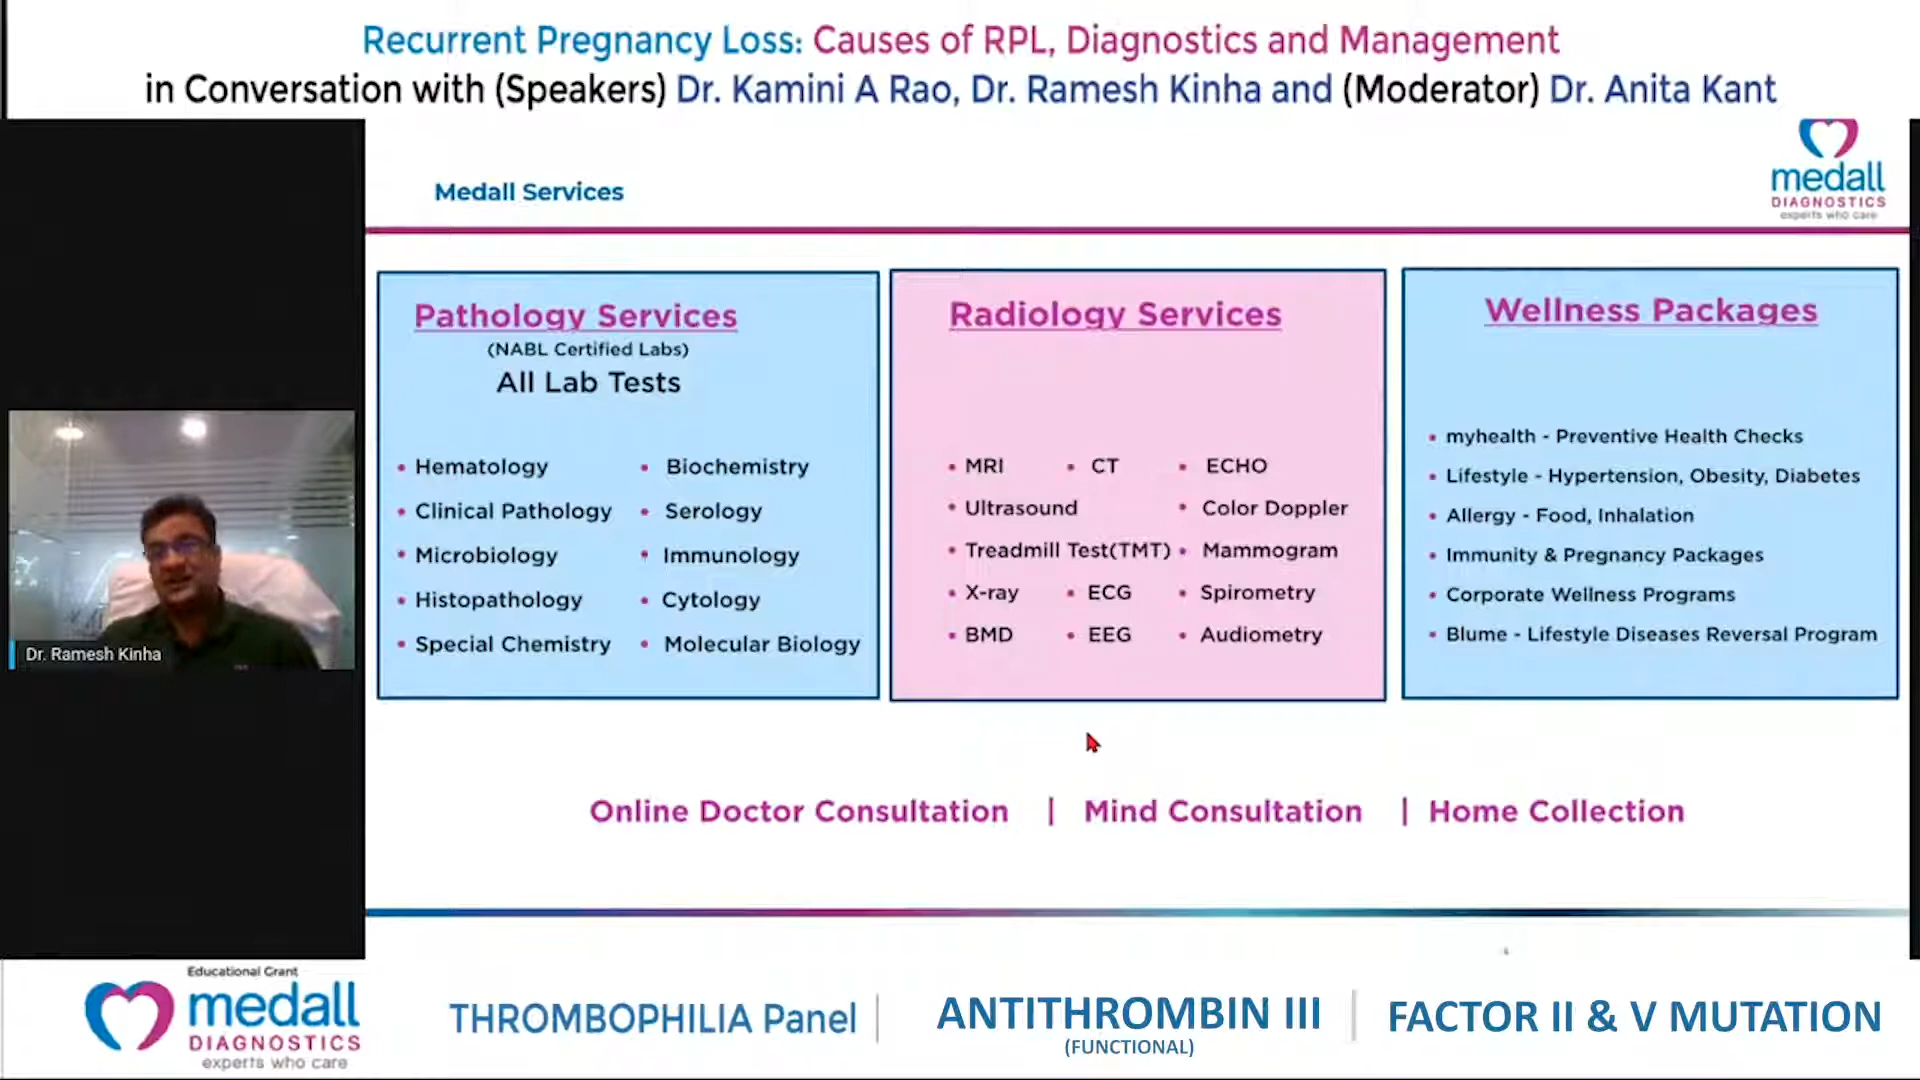 Recurrent Pregnancy Loss: Causes of RPL, Diagnostics and Management
in Conversation with (Speakers) Dr. Kamini A Rao, Dr. Ramesh Kinha and (Moderator) Dr. Anita Kant
medall
DIAGNOSTICS
experts who care
Medall Services
Pathology Services
(NABL Certified Labs)
All Lab Tests
• Hematology • Biochemistry
• Clinical Pathology • Serology
• Microbiology • Immunology
• Histopathology • Cytology
• Special Chemistry • Molecular Biology
Radiology Services
• MRI • CT • ECHO
• Ultrasound • Color Doppler
• Treadmill Test(TMT) • Mammogram
• X-ray • ECG • Spirometry
• BMD • EEG • Audiometry
Wellness Packages
• myhealth - Preventive Health Checks
• Lifestyle - Hypertension, Obesity, Diabetes
• Allergy - Food, Inhalation
• Immunity & Pregnancy Packages
• Corporate Wellness Programs
• Blume - Lifestyle Diseases Reversal Program
Dr. Ramesh Kinha
Online Doctor Consultation | Mind Consultation | Home Collection
Educational Grant
medall
DIAGNOSTICS
experts who care
THROMBOPHILIA Panel | ANTITHROMBIN III | FACTOR II & V MUTATION
(FUNCTIONAL)